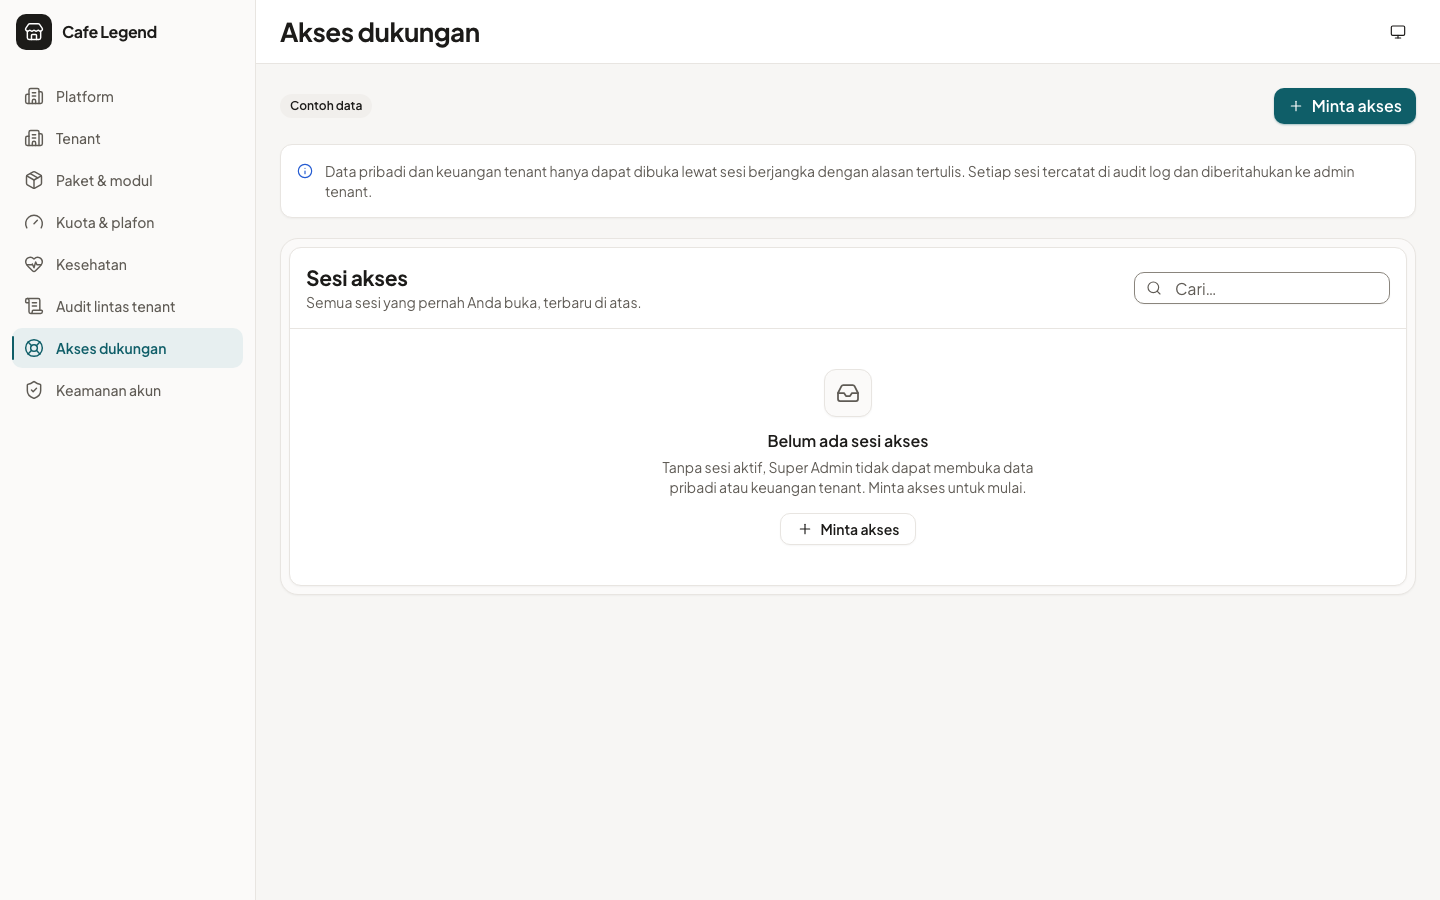 Cafe Legend
Platform
Tenant
Paket & modul
Kuota & plafon
Kesehatan
Audit lintas tenant
Akses dukungan
Keamanan akun
Akses dukungan
Contoh data
Minta akses
Data pribadi dan keuangan tenant hanya dapat dibuka lewat sesi berjangka dengan alasan tertulis. Setiap sesi tercatat di audit log dan diberitahukan ke admin
tenant.
Sesi akses
Semua sesi yang pernah Anda buka, terbaru di atas.
Cari...
Belum ada sesi akses
Tanpa sesi aktif, Super Admin tidak dapat membuka data
pribadi atau keuangan tenant. Minta akses untuk mulai.
Minta akses